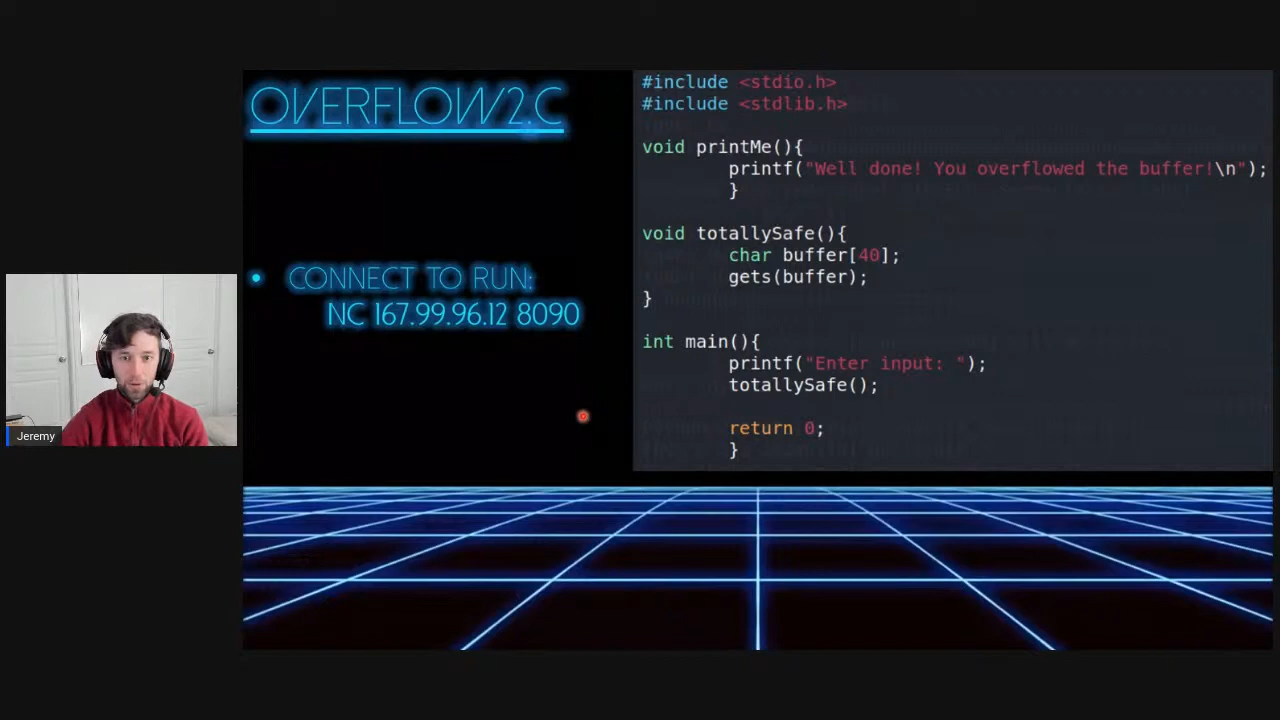 OVERFLOW2.C
• CONNECT TO RUN:
NC 167.99.96.12 8090
#include <stdio.h>
#include <stdlib.h>
void printMe(){
printf("Well done! You overflowed the buffer!\n");
}
void totallySafe(){
char buffer[40];
gets(buffer);
}
int main(){
printf("Enter input: ");
totallySafe();
return 0;
}
Jeremy